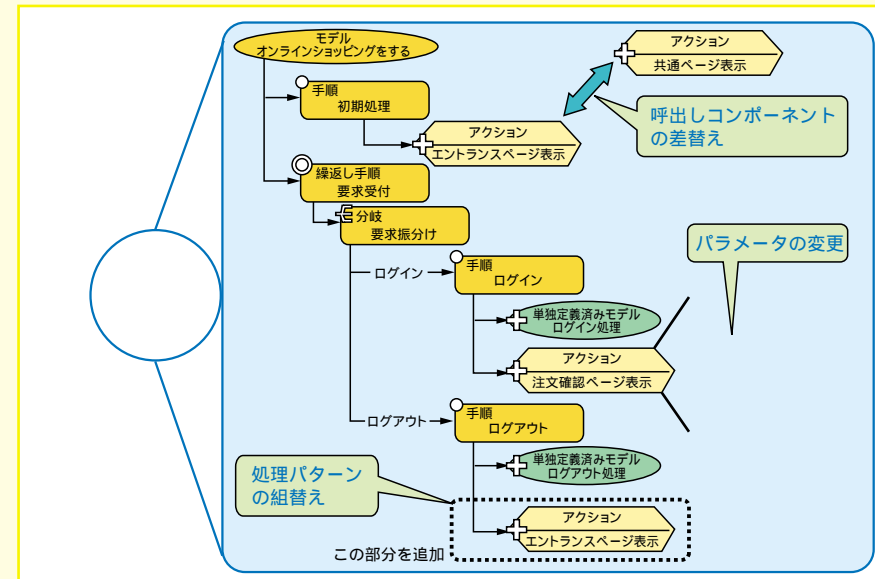 モデル
オンラインショッピングをする
アクション
共通ページ表示
手順
初期処理
呼出しコンポーネント
の差替え
アクション
エントランスページ表示
繰返し手順
要求受付
分岐
要求振分け
パラメータの変更
ログイン
手順
ログイン
単独定義済みモデル
ログイン処理
アクション
注文確認ページ表示
ログアウト
手順
ログアウト
単独定義済みモデル
ログアウト処理
処理パターン
の組替え
アクション
エントランスページ表示
この部分を追加